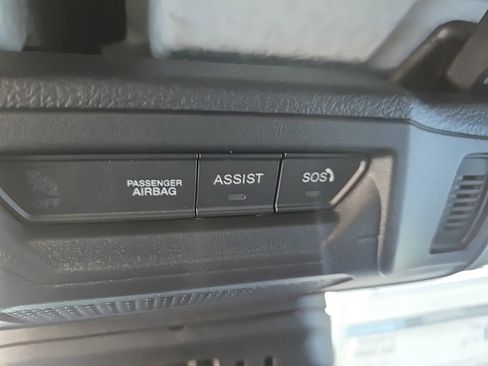 OFF
PASSENGER
AIRBAG
ASSIST
SOS